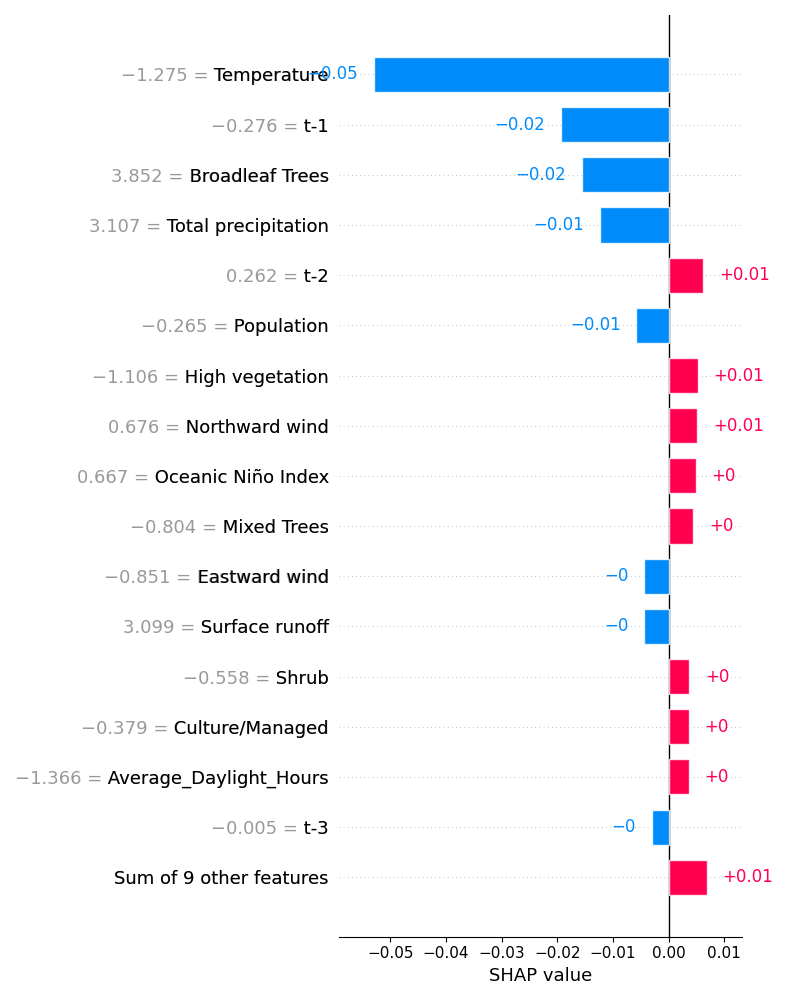 −1.275 = Temperature −0.05
−0.276 = t-1 −0.02
3.852 = Broadleaf Trees −0.02
3.107 = Total precipitation −0.01
0.262 = t-2 +0.01
−0.265 = Population −0.01
−1.106 = High vegetation +0.01
0.676 = Northward wind +0.01
0.667 = Oceanic Niño Index +0
−0.804 = Mixed Trees +0
−0.851 = Eastward wind −0
3.099 = Surface runoff −0
−0.558 = Shrub +0
−0.379 = Culture/Managed +0
−1.366 = Average_Daylight_Hours +0
−0.005 = t-3 −0
Sum of 9 other features +0.01
−0.05 −0.04 −0.03 −0.02 −0.01 0.00 0.01
SHAP value